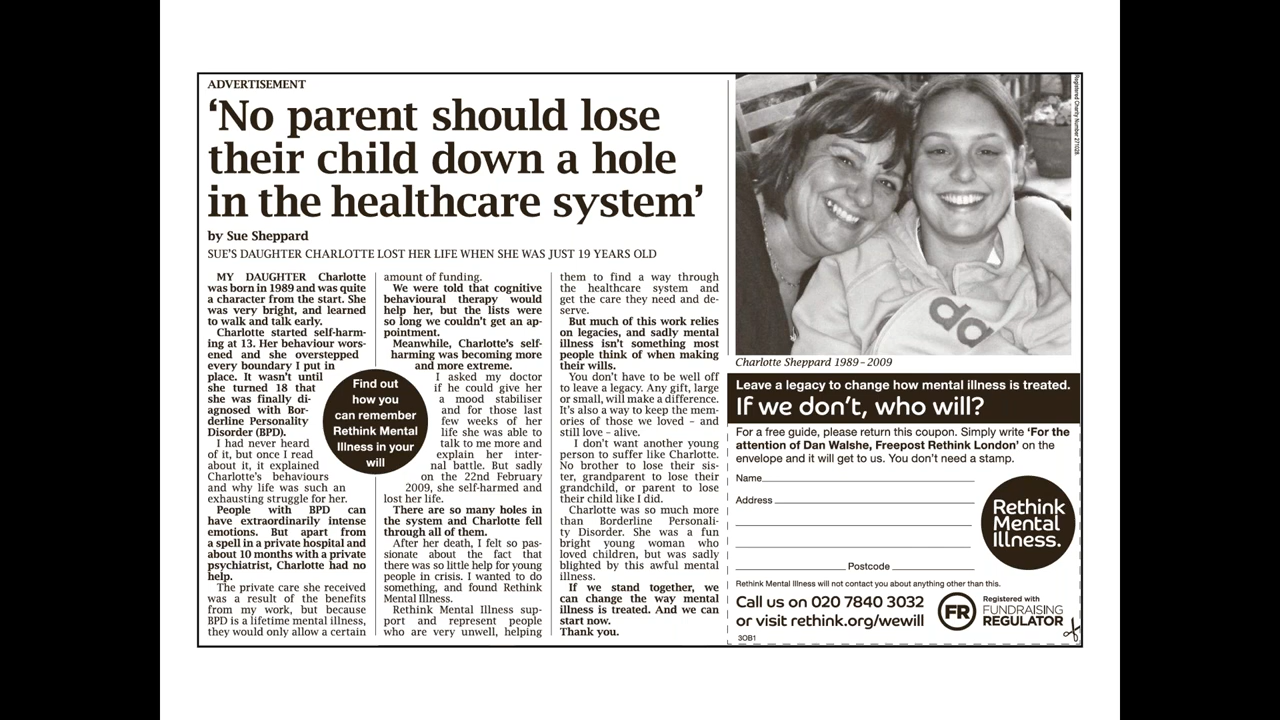 ADVERTISEMENT
‘No parent should lose
their child down a hole
in the healthcare system’
by Sue Sheppard
SUE’S DAUGHTER CHARLOTTE LOST HER LIFE WHEN SHE WAS JUST 19 YEARS OLD
MY DAUGHTER Charlotte
was born in 1989 and was quite
a character from the start. She
was very bright, and learned
to walk and talk early.
Charlotte started self-harm-
ing at 13. Her behaviour wors-
ened and she overstepped
every boundary I put in
place. It wasn’t until
she turned 18 that
she was finally di-
agnosed with Bor-
derline Personality
Disorder (BPD).
I had never heard
of it, but once I read
about it, it explained
Charlotte’s behaviours
and why life was such an
exhausting struggle for her.
People with BPD can
have extraordinarily intense
emotions. But apart from
a spell in a private hospital and
about 10 months with a private
psychiatrist, Charlotte had no
help.
The private care she received
was a result of the benefits
from my work, but because
BPD is a lifetime mental illness,
they would only allow a certain
amount of funding.
We were told that cognitive
behavioural therapy would
help her, but the lists were
so long we couldn’t get an ap-
pointment.
Meanwhile, Charlotte’s self-
harming was becoming more
and more extreme.
I asked my doctor
if he could give her
a mood stabiliser
and for those last
few weeks of her
life she was able to
talk to me more and
explain her inter-
nal battle. But sadly
on the 22nd February
2009, she self-harmed and
lost her life.
There are so many holes in
the system and Charlotte fell
through all of them.
After her death, I felt so pas-
sionate about the fact that
there was so little help for young
people in crisis. I wanted to do
something, and found Rethink
Mental Illness.
Rethink Mental Illness sup-
port and represent people
who are very unwell, helping
Find out
how you
can remember
Rethink Mental
Illness in your
will
them to find a way through
the healthcare system and
get the care they need and de-
serve.
But much of this work relies
on legacies, and sadly mental
illness isn’t something most
people think of when making
their wills.
You don’t have to be well off
to leave a legacy. Any gift, large
or small, will make a difference.
It’s also a way to keep the mem-
ories of those we loved – and
still love – alive.
I don’t want another young
person to suffer like Charlotte.
No brother to lose their sis-
ter, grandparent to lose their
grandchild, or parent to lose
their child like I did.
Charlotte was so much more
than Borderline Personali-
ty Disorder. She was a fun
bright young woman who
loved children, but was sadly
blighted by this awful mental
illness.
If we stand together, we
can change the way mental
illness is treated. And we can
start now.
Thank you.
Registered Charity Number 271028.
Charlotte Sheppard 1989 – 2009
Leave a legacy to change how mental illness is treated.
If we don’t, who will?
For a free guide, please return this coupon. Simply write ‘For the
attention of Dan Walshe, Freepost Rethink London’ on the
envelope and it will get to us. You don’t need a stamp.
Name
Address
Postcode
Rethink
Mental
Illness.
Rethink Mental Illness will not contact you about anything other than this.
Call us on 020 7840 3032
or visit rethink.org/wewill
FR
Registered with
FUNDRAISING
REGULATOR
3OB1